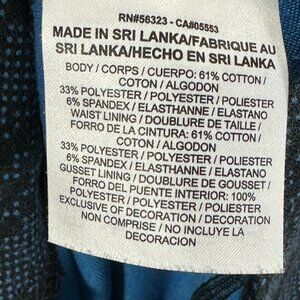 RN#56323 - CA#05553
MADE IN SRI LANKA/FABRIQUE AU
SRI LANKA/HECHO EN SRI LANKA
BODY / CORPS / CUERPO: 61% COTTON /
COTON / ALGODON
33% POLYESTER / POLYESTER / POLIESTER
6% SPANDEX / ELASTHANNE / ELASTANO
WAIST LINING / DOUBLURE DE TAILLE /
FORRO DE LA CINTURA: 61% COTTON /
COTON / ALGODON
33% POLYESTER / POLYESTER / POLIESTER
6% SPANDEX / ELASTHANNE / ELASTANO
GUSSET LINING / DOUBLURE DE GOUSSET /
FORRO DEL PUENTE INTERIOR: 100%
POLYESTER / POLYESTER / POLIESTER
EXCLUSIVE OF DECORATION / DECORATION
NON COMPRISE / NO INCLUYE LA
DECORACION